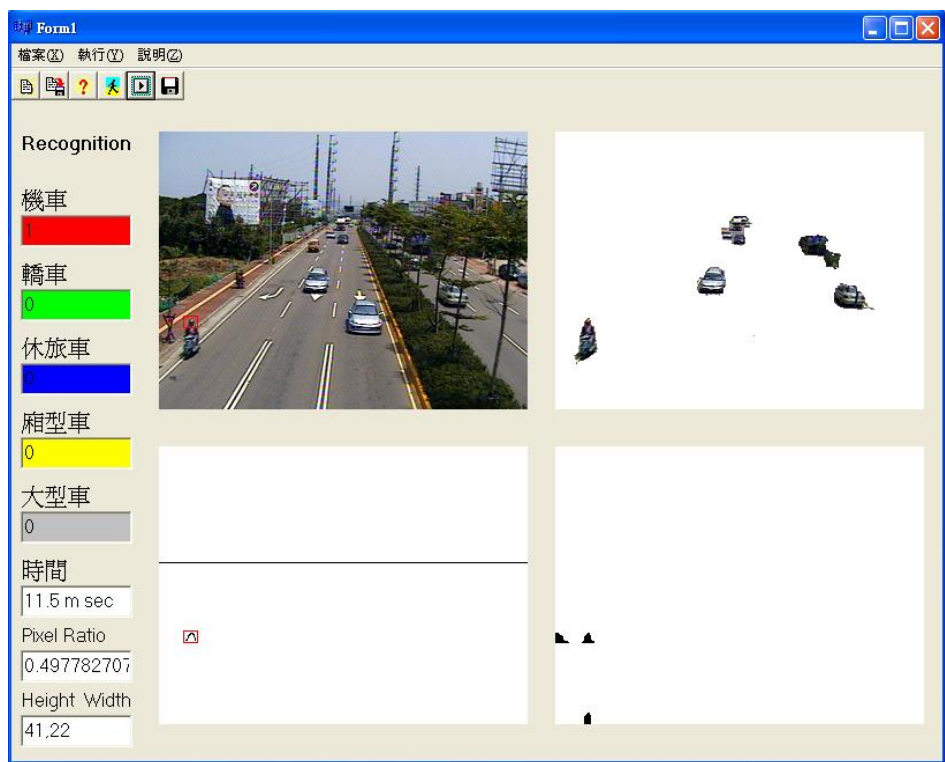 Form1
檔案(X) 執行(Y) 說明(Z)
Recognition
機車
1
轎車
0
休旅車
0
廂型車
0
大型車
0
時間
11.5 m sec
Pixel Ratio
0.497782707
Height Width
41,22